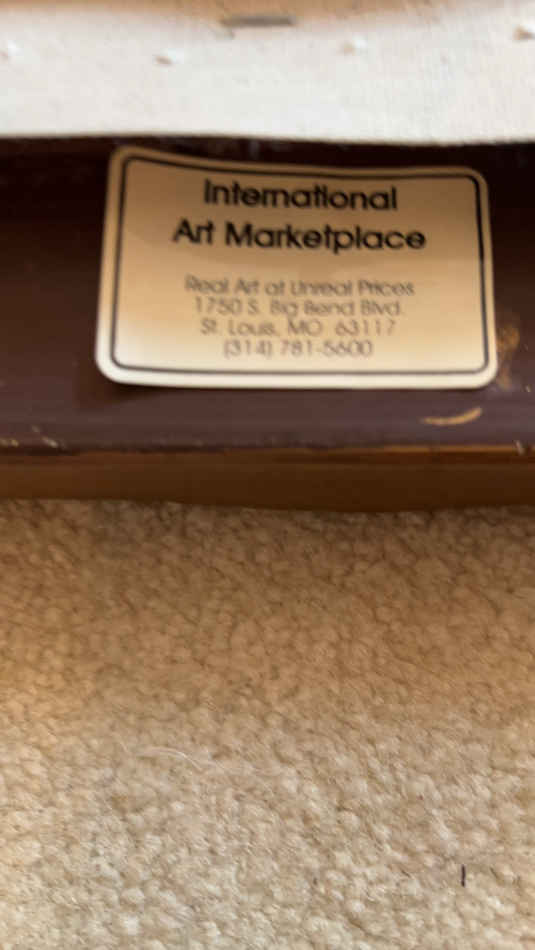 International
Art Marketplace
Real Art at Unreal Prices
1750 S. Big Bend Blvd.
St. Louis, MO 63117
(314) 781-5600